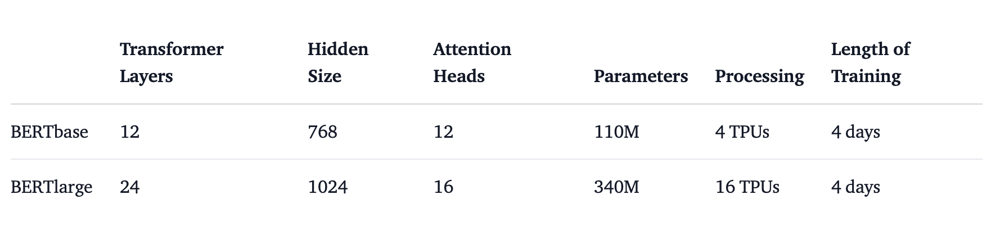 Transformer Layers Hidden Size Attention Heads Parameters Processing Length of Training
BERTbase 12 768 12 110M 4 TPUs 4 days
BERTlarge 24 1024 16 340M 16 TPUs 4 days